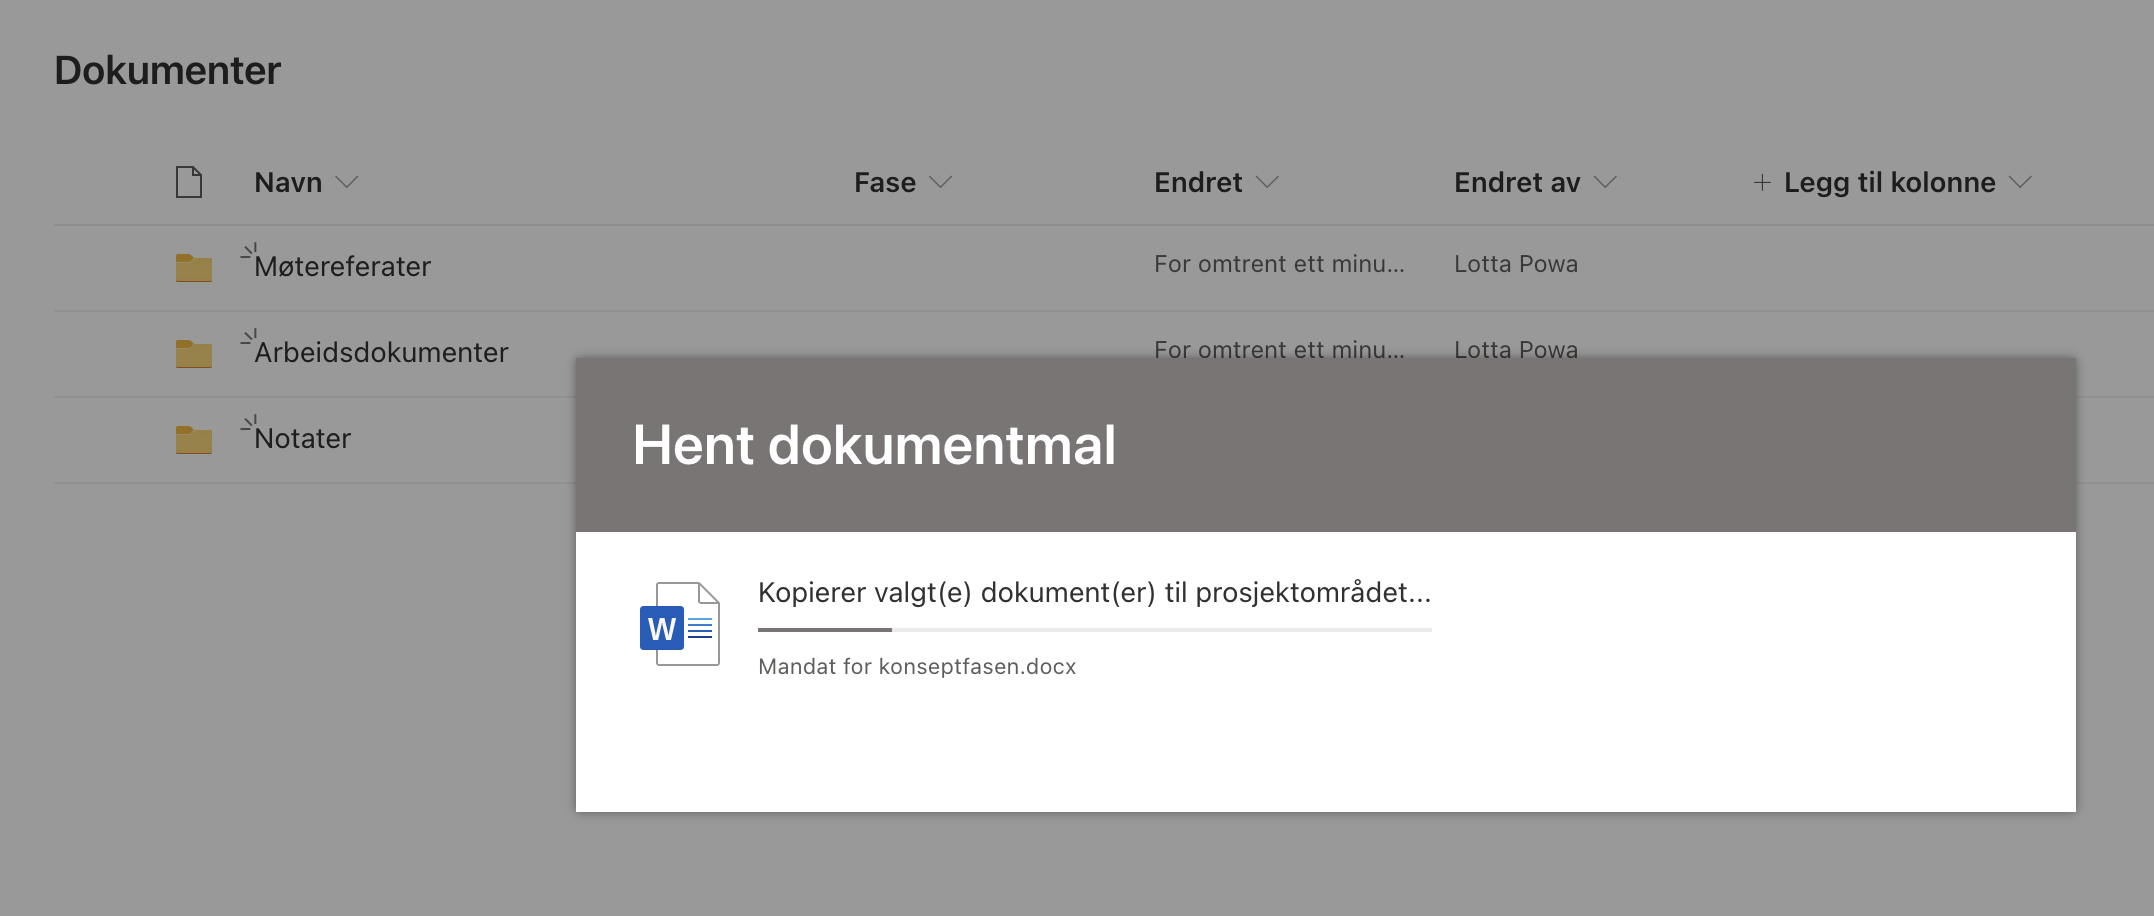 Dokumenter
Navn Fase Endret Endret av + Legg til kolonne
Møtereferater For omtrent ett minu... Lotta Powa
Arbeidsdokumenter For omtrent ett minu... Lotta Powa
Notater
Hent dokumentmal
W
Kopierer valgt(e) dokument(er) til prosjektområdet...
Mandat for konseptfasen.docx